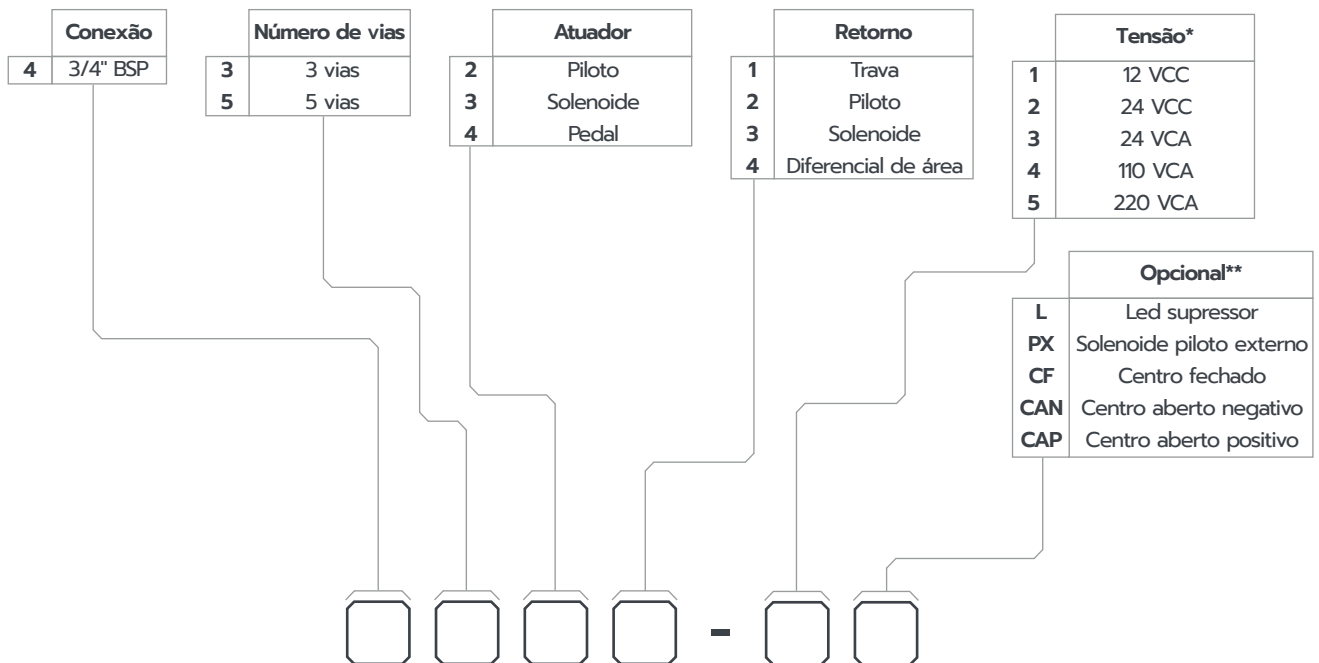 Conexão
4 3/4" BSP
Número de vias
3 3 vias
5 5 vias
Atuador
2 Piloto
3 Solenoide
4 Pedal
Retorno
1 Trava
2 Piloto
3 Solenoide
4 Diferencial de área
Tensão*
1 12 VCC
2 24 VCC
3 24 VCA
4 110 VCA
5 220 VCA
Opcional**
L Led supressor
PX Solenoide piloto externo
CF Centro fechado
CAN Centro aberto negativo
CAP Centro aberto positivo
-